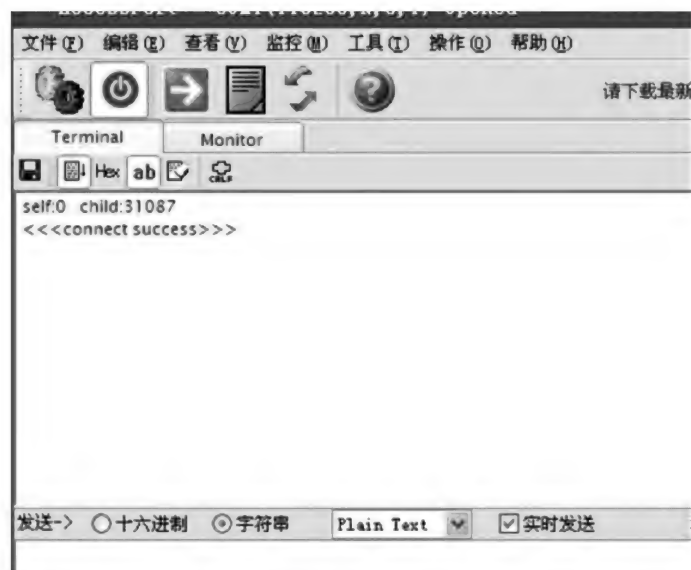 文件(F) 编辑(E) 查看(V) 监控(M) 工具(T) 操作(O) 帮助(H)
请下载最新
Terminal Monitor
Hex ab CRLF
self:0 child:31087
<<<connect success>>>
发送-> 十六进制 字符串 Plain Text 实时发送